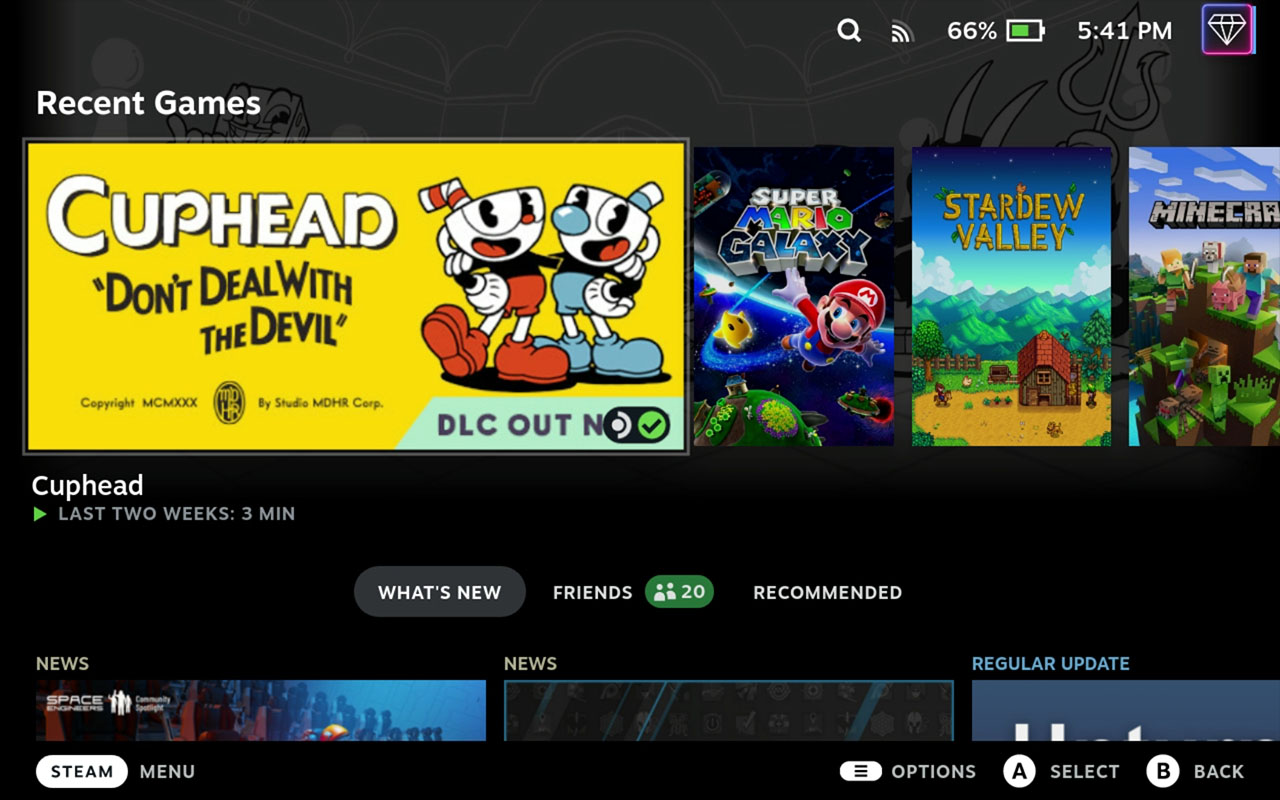 66%
5:41 PM
Recent Games
CUPHEAD
"DON'T DEAL WITH
THE DEVIL"
Copyright MCMXXX
MDHR
By Studio MDHR Corp.
DLC OUT N
SUPER
MARIO
GALAXY
STARDEW
VALLEY
MINECRA
Cuphead
LAST TWO WEEKS: 3 MIN
WHAT'S NEW
FRIENDS
20
RECOMMENDED
NEWS
NEWS
REGULAR UPDATE
SPACE
ENGINEERS
Community
Spotlight
STEAM
MENU
OPTIONS
A
SELECT
B
BACK